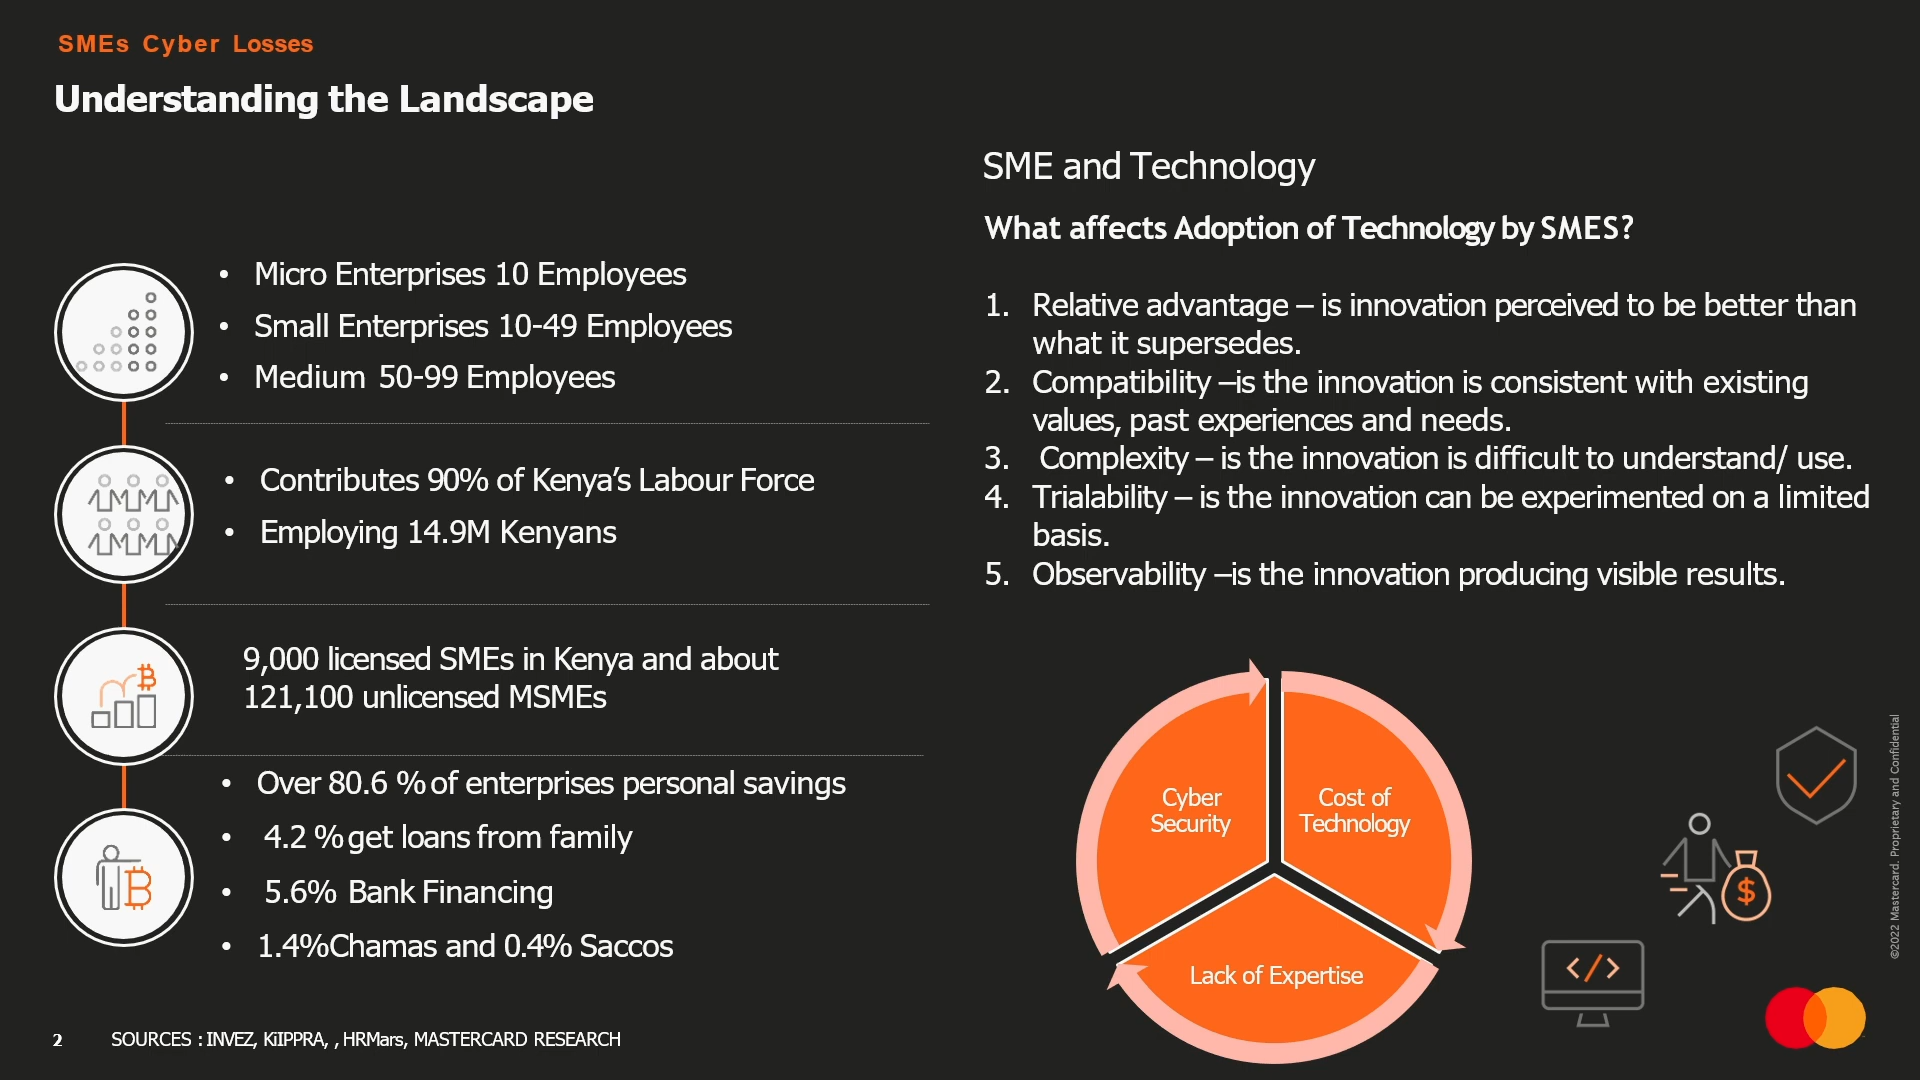 SMEs Cyber Losses
Understanding the Landscape
• Micro Enterprises 10 Employees
• Small Enterprises 10-49 Employees
• Medium 50-99 Employees
• Contributes 90% of Kenya’s Labour Force
• Employing 14.9M Kenyans
9,000 licensed SMEs in Kenya and about
121,100 unlicensed MSMEs
• Over 80.6 % of enterprises personal savings
• 4.2 % get loans from family
• 5.6% Bank Financing
• 1.4%Chamas and 0.4% Saccos
SME and Technology
What affects Adoption of Technology by SMES?
1. Relative advantage – is innovation perceived to be better than
what it supersedes.
2. Compatibility –is the innovation is consistent with existing
values, past experiences and needs.
3. Complexity – is the innovation is difficult to understand/ use.
4. Trialability – is the innovation can be experimented on a limited
basis.
5. Observability –is the innovation producing visible results.
Cyber
Security
Cost of
Technology
Lack of Expertise
©2022 Mastercard. Proprietary and Confidential
2
SOURCES : INVEZ, KiIPPRA, , HRMars, MASTERCARD RESEARCH